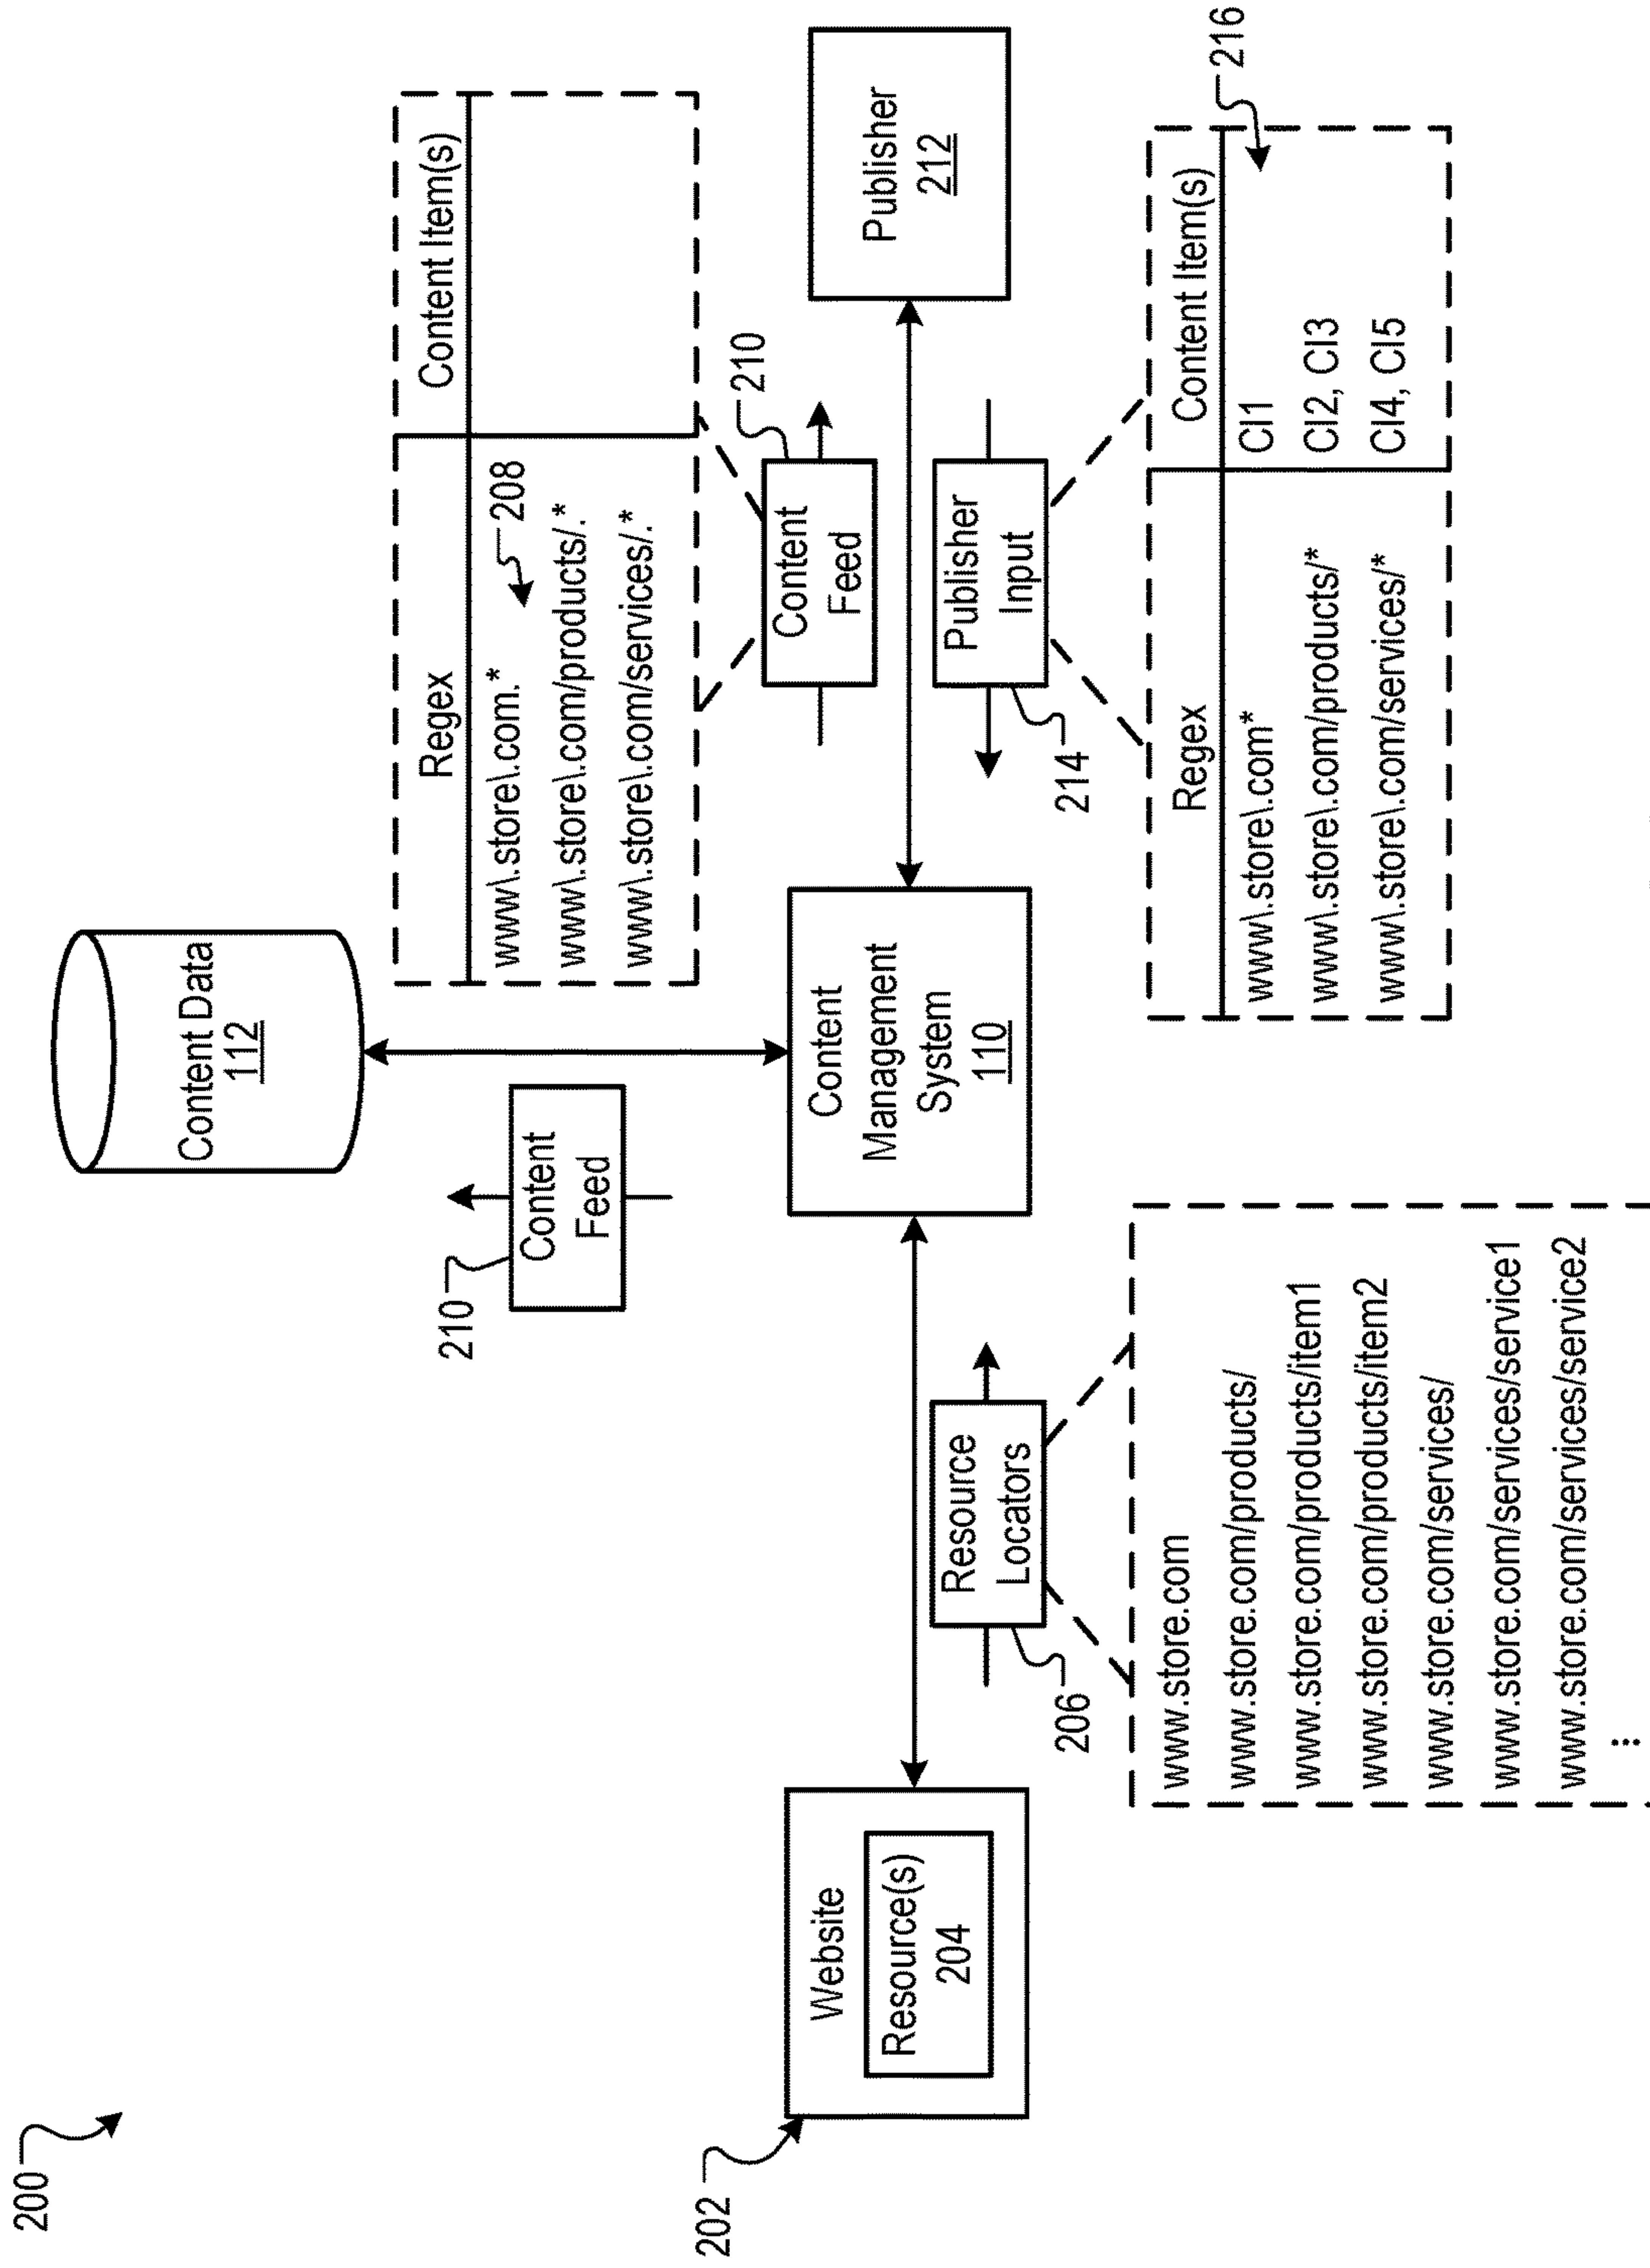 200
Content Data
112
210
Content
Feed
Regex
Content Item(s)
www\.store\.com.*
208
www\.store\.com/products/.*
www\.store\.com/services/.*
Content
Feed
210
202
Website
Resource(s)
204
Content
Management
System
110
Publisher
212
Resource
Locators
206
Publisher
Input
214
www.store.com
www.store.com/products/
www.store.com/products/item1
www.store.com/products/item2
www.store.com/services/
www.store.com/services/service1
www.store.com/services/service2
...
Regex
Content Item(s)
216
www\.store\.com*
CI1
www\.store\.com/products/*
CI2, CI3
www\.store\.com/services/*
CI4, CI5